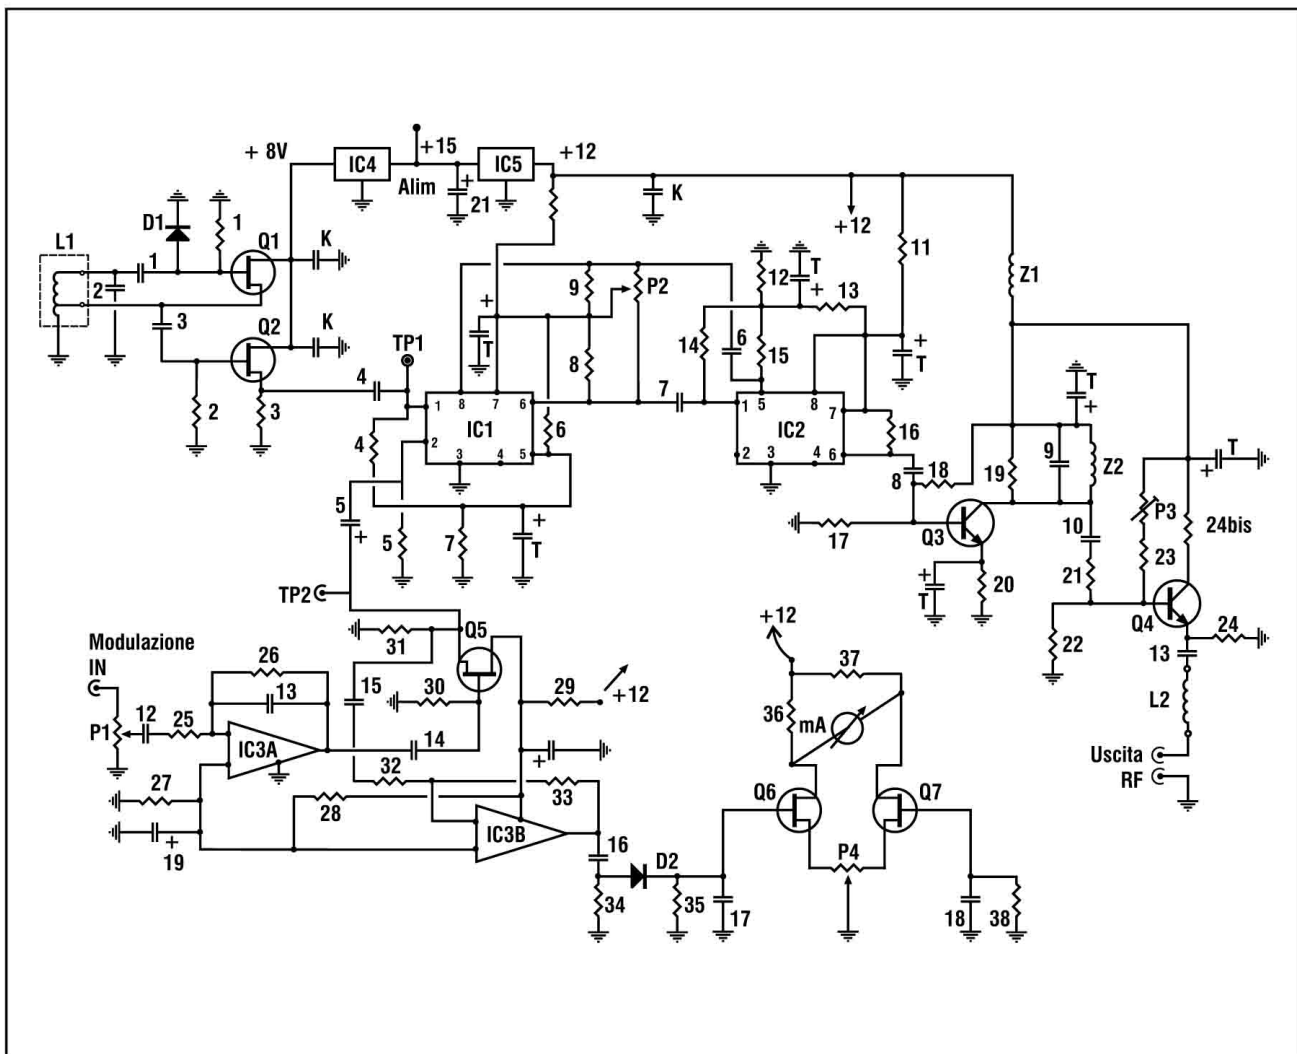 + 8V
IC4
+15
Alim
+
21
IC5
+12
K
+12
11
Z1
L1
D1
1
1
2
Q1
K
3
Q2
K
2
3
4
TP1
+
T
9
P2
8
6
12
T
+
13
14
6
15
+
T
7
1
2
8
7
6
3
4
5
IC1
4
1
5
8
7
2
3
4
6
IC2
16
8
18
19
9
T
+
Z2
T
+
P3
24bis
5
+
5
7
+
T
17
Q3
10
21
23
+
T
20
22
Q4
24
13
L2
Uscita
RF
TP2
31
Q5
Modulazione
IN
26
13
15
30
29
+12
P1
12
25
IC3A
14
+
32
33
27
28
IC3B
+
19
16
D2
34
35
17
+12
37
36
mA
Q6
Q7
P4
18
38